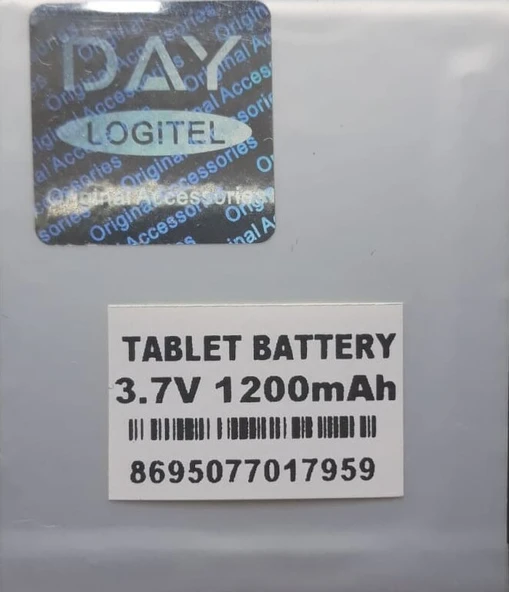 DAY
LOGITEL
Original Accessories
TABLET BATTERY
3.7V 1200mAh
8695077017959